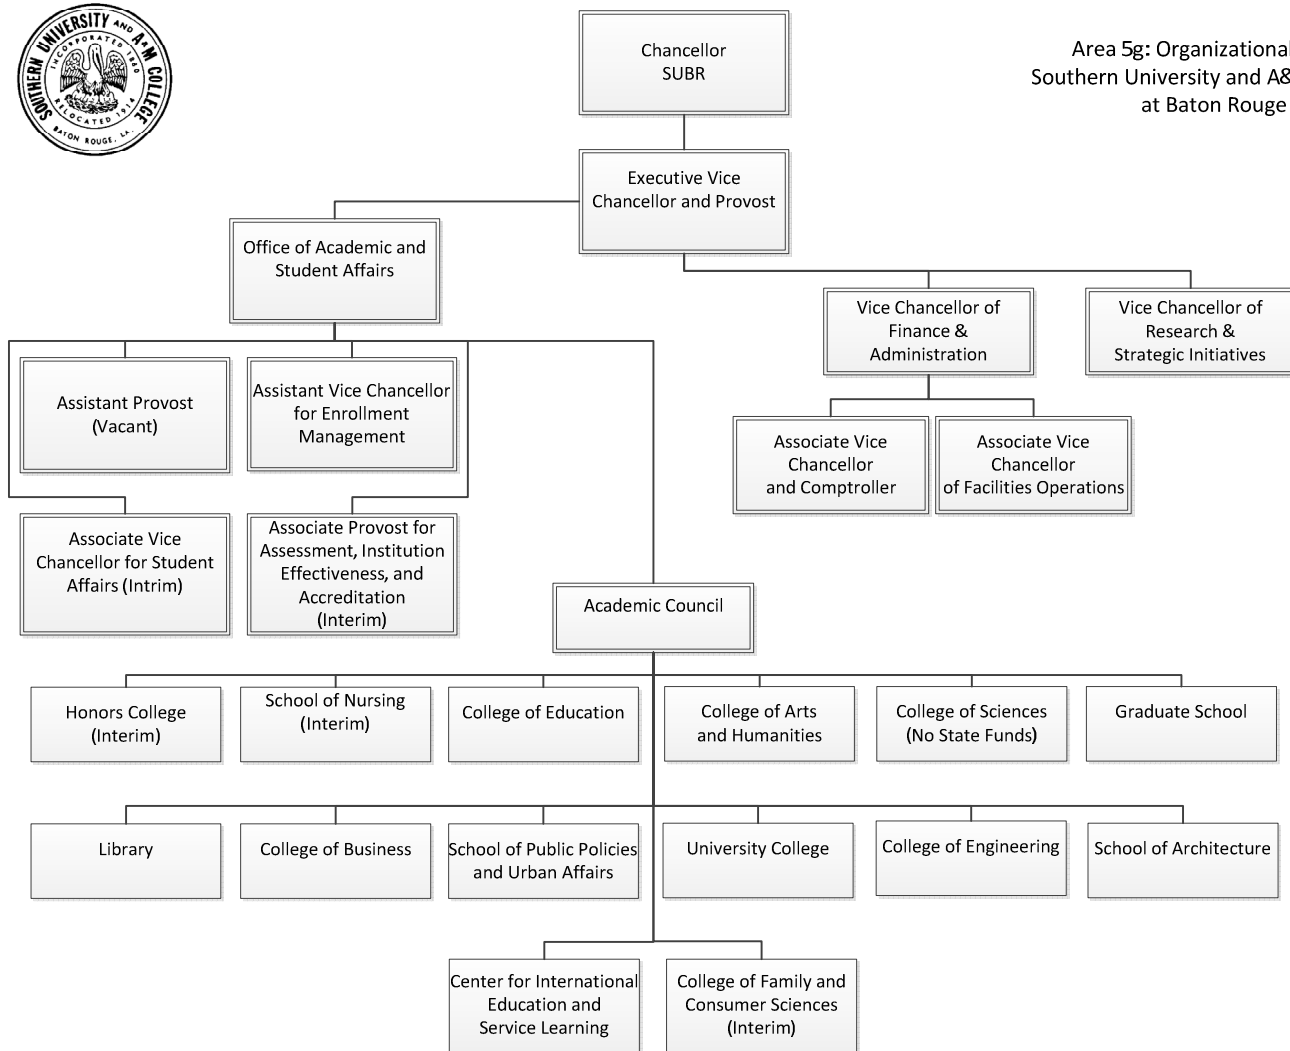 SOUTHERN UNIVERSITY AND A&M COLLEGE
INCORPORATED 1880
RELOCATED 1914
BATON ROUGE, LA.
Chancellor
SUBR
Area 5g: Organizational
Southern University and A&
at Baton Rouge
Executive Vice
Chancellor and Provost
Office of Academic and
Student Affairs
Vice Chancellor of
Finance &
Administration
Vice Chancellor of
Research &
Strategic Initiatives
Assistant Provost
(Vacant)
Assistant Vice Chancellor
for Enrollment
Management
Associate Vice
Chancellor
and Comptroller
Associate Vice
Chancellor
of Facilities Operations
Associate Vice
Chancellor for Student
Affairs (Intrim)
Associate Provost for
Assessment, Institution
Effectiveness, and
Accreditation
(Interim)
Academic Council
Honors College
(Interim)
School of Nursing
(Interim)
College of Education
College of Arts
and Humanities
College of Sciences
(No State Funds)
Graduate School
Library
College of Business
School of Public Policies
and Urban Affairs
University College
College of Engineering
School of Architecture
Center for International
Education and
Service Learning
College of Family and
Consumer Sciences
(Interim)